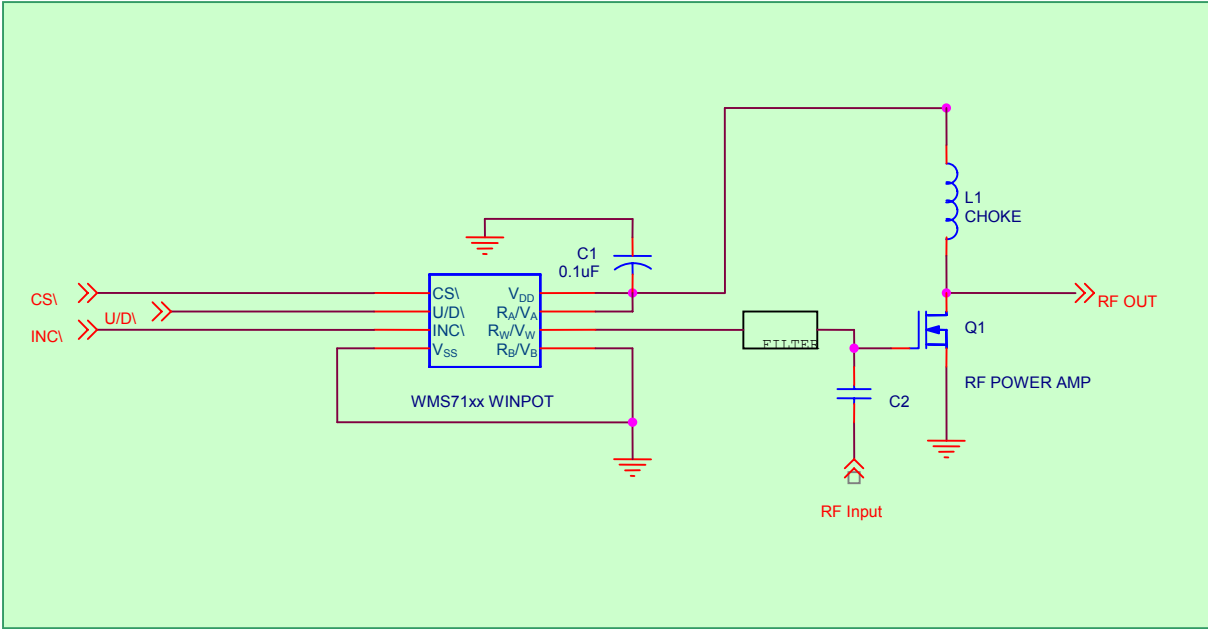 L1
CHOKE
C1
0.1uF
CS\
U/D\
INC\
CS\
U/D\
INC\
VSS
VDD
RA/VA
RW/VW
RB/VB
RF OUT
Q1
FILTER
RF POWER AMP
WMS71xx WINPOT
C2
RF Input